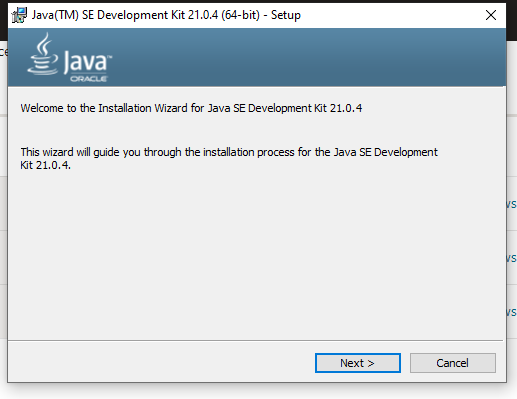 Java(TM) SE Development Kit 21.0.4 (64-bit) - Setup
Java™
ORACLE
Welcome to the Installation Wizard for Java SE Development Kit 21.0.4
This wizard will guide you through the installation process for the Java SE Development
Kit 21.0.4.
Next >
Cancel